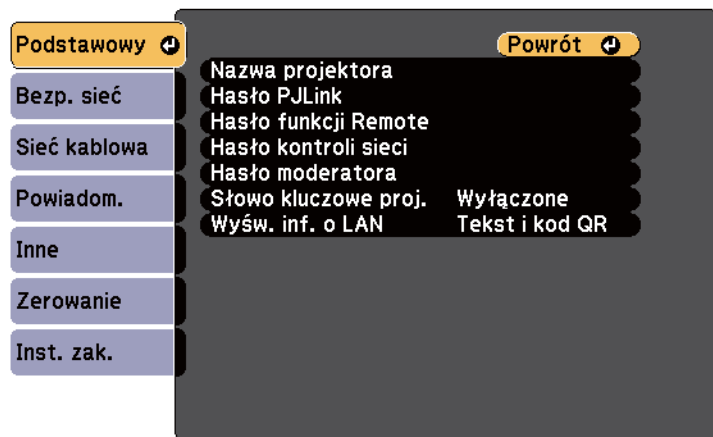 Podstawowy
Bezp. sieć
Sieć kablowa
Powiadom.
Inne
Zerowanie
Inst. zak.
Powrót
Nazwa projektora
Hasło PJLink
Hasło funkcji Remote
Hasło kontroli sieci
Hasło moderatora
Słowo kluczowe proj. Wyłączone
Wyśw. inf. o LAN Tekst i kod QR